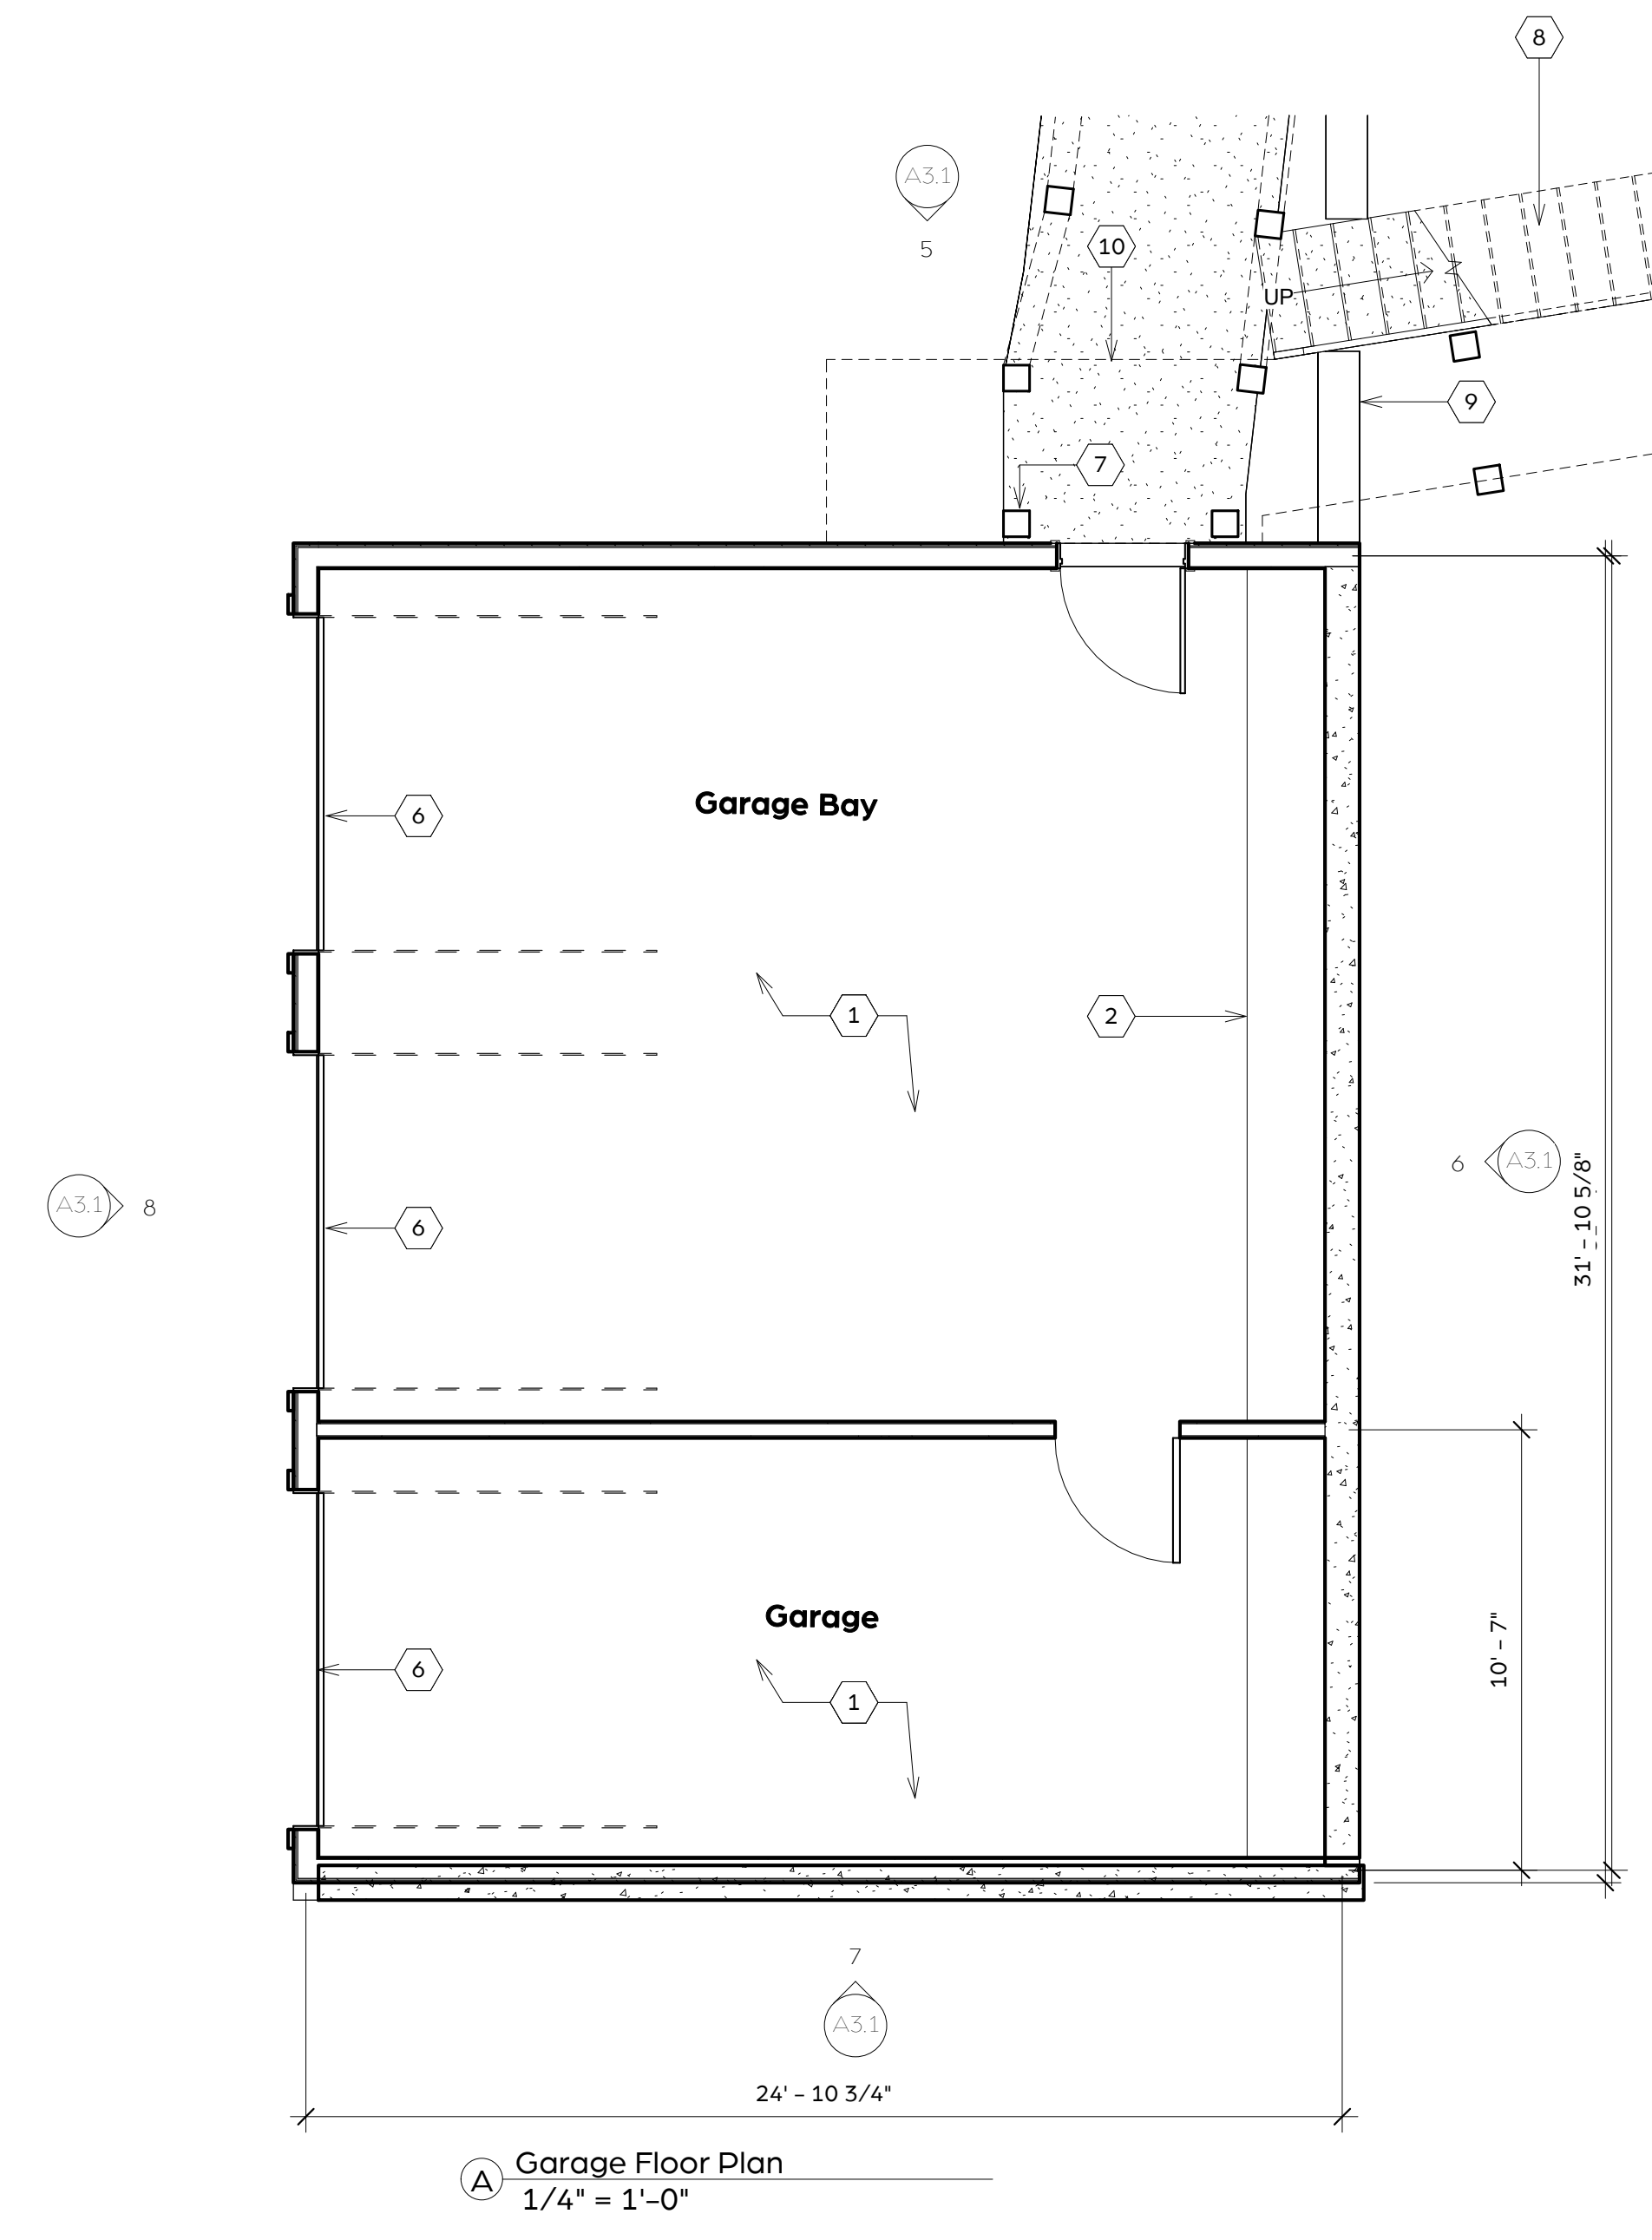 8
A3.1
5
10
UP
9
7
Garage Bay
6
1
2
A3.1
6
31' - 10 5/8"
A3.1
8
6
Garage
10' - 7"
6
1
7
A3.1
24' - 10 3/4"
A
Garage Floor Plan
1/4" = 1'-0"